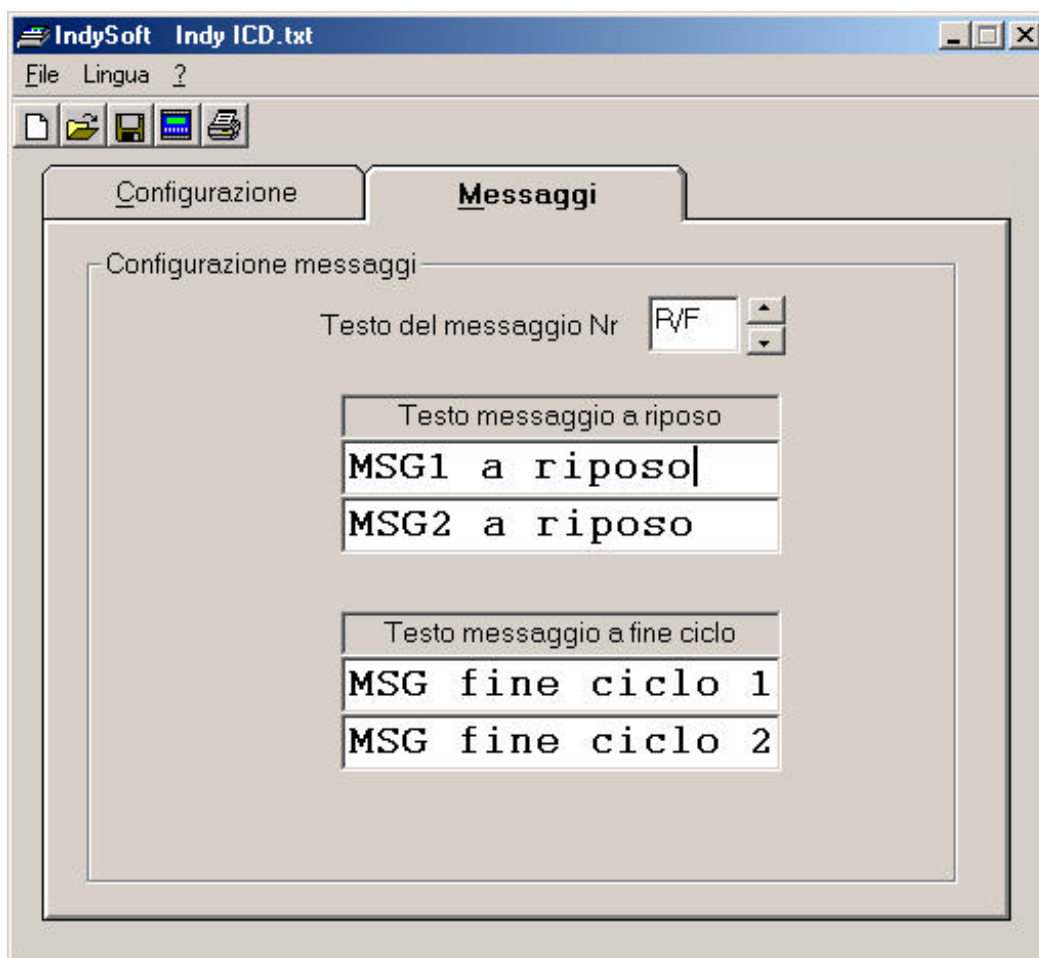 IndySoft Indy ICD.txt
File Lingua ?
Configurazione Messaggi
Configurazione messaggi
Testo del messaggio Nr R/F
Testo messaggio a riposo
MSG1 a riposo
MSG2 a riposo
Testo messaggio a fine ciclo
MSG fine ciclo 1
MSG fine ciclo 2